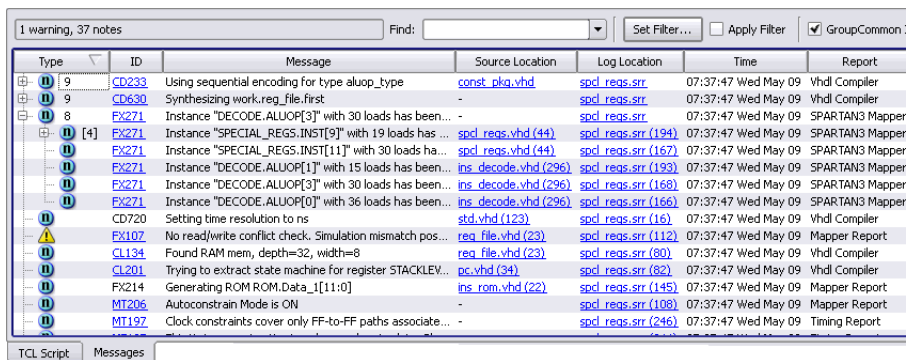 1 warning, 37 notes Find: Set Filter... Apply Filter GroupCommon
Type ID Message Source Location Log Location Time Report
9 CD233 Using sequential encoding for type aluop_type const_pkg.vhd spcl_regs.srr 07:37:47 Wed May 09 Vhdl Compiler
9 CD630 Synthesizing work.reg_file.first - spcl_regs.srr 07:37:47 Wed May 09 Vhdl Compiler
8 FX271 Instance "DECODE.ALUOP[3]" with 30 loads has been... - spcl_regs.srr 07:37:47 Wed May 09 SPARTAN3 Mapper
[4] FX271 Instance "SPECIAL_REGS.INST[9]" with 19 loads has ... spcl_regs.vhd (44) spcl_regs.srr (194) 07:37:47 Wed May 09 SPARTAN3 Mapper
FX271 Instance "SPECIAL_REGS.INST[11]" with 30 loads ha... spcl_regs.vhd (44) spcl_regs.srr (167) 07:37:47 Wed May 09 SPARTAN3 Mapper
FX271 Instance "DECODE.ALUOP[1]" with 15 loads has been... ins_decode.vhd (296) spcl_regs.srr (193) 07:37:47 Wed May 09 SPARTAN3 Mapper
FX271 Instance "DECODE.ALUOP[3]" with 30 loads has been... ins_decode.vhd (296) spcl_regs.srr (168) 07:37:47 Wed May 09 SPARTAN3 Mapper
FX271 Instance "DECODE.ALUOP[0]" with 36 loads has been... ins_decode.vhd (296) spcl_regs.srr (166) 07:37:47 Wed May 09 SPARTAN3 Mapper
CD720 Setting time resolution to ns std.vhd (123) spcl_regs.srr (16) 07:37:47 Wed May 09 Vhdl Compiler
FX107 No read/write conflict check. Simulation mismatch pos... reg_file.vhd (23) spcl_regs.srr (112) 07:37:47 Wed May 09 Mapper Report
CL134 Found RAM mem, depth=32, width=8 reg_file.vhd (23) spcl_regs.srr (80) 07:37:47 Wed May 09 Vhdl Compiler
CL201 Trying to extract state machine for register STACKLEV... pc.vhd (34) spcl_regs.srr (82) 07:37:47 Wed May 09 Vhdl Compiler
FX214 Generating ROM ROM.Data_1[11:0] ins_rom.vhd (22) spcl_regs.srr (145) 07:37:47 Wed May 09 Mapper Report
MT206 Autoconstrain Mode is ON - spcl_regs.srr (108) 07:37:47 Wed May 09 Mapper Report
MT197 Clock constraints cover only FF-to-FF paths associate... - spcl_regs.srr (246) 07:37:47 Wed May 09 Timing Report
TCL Script Messages